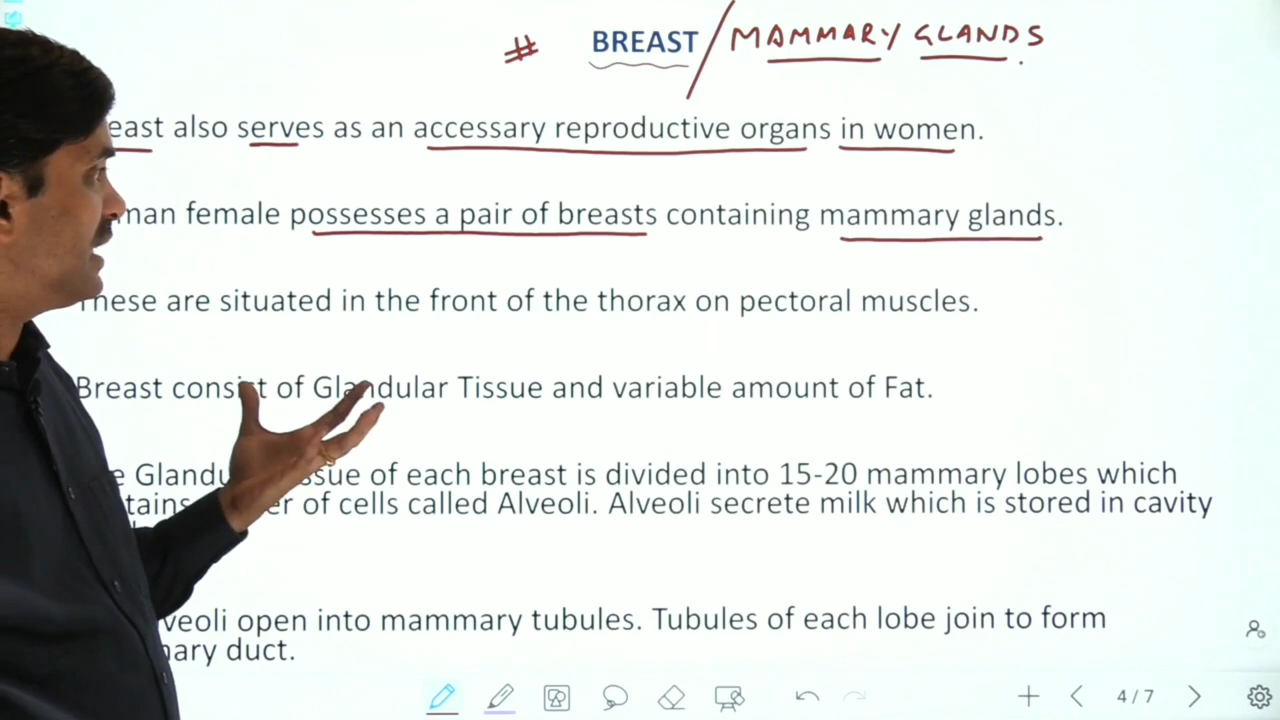 # BREAST / MAMMARY GLANDS
east also serves as an accessary reproductive organs in women.
man female possesses a pair of breasts containing mammary glands.
These are situated in the front of the thorax on pectoral muscles.
Breast consist of Glandular Tissue and variable amount of Fat.
e Glandu ssue of each breast is divided into 15-20 mammary lobes which
tains er of cells called Alveoli. Alveoli secrete milk which is stored in cavity
veoli open into mammary tubules. Tubules of each lobe join to form
ary duct.
4/7